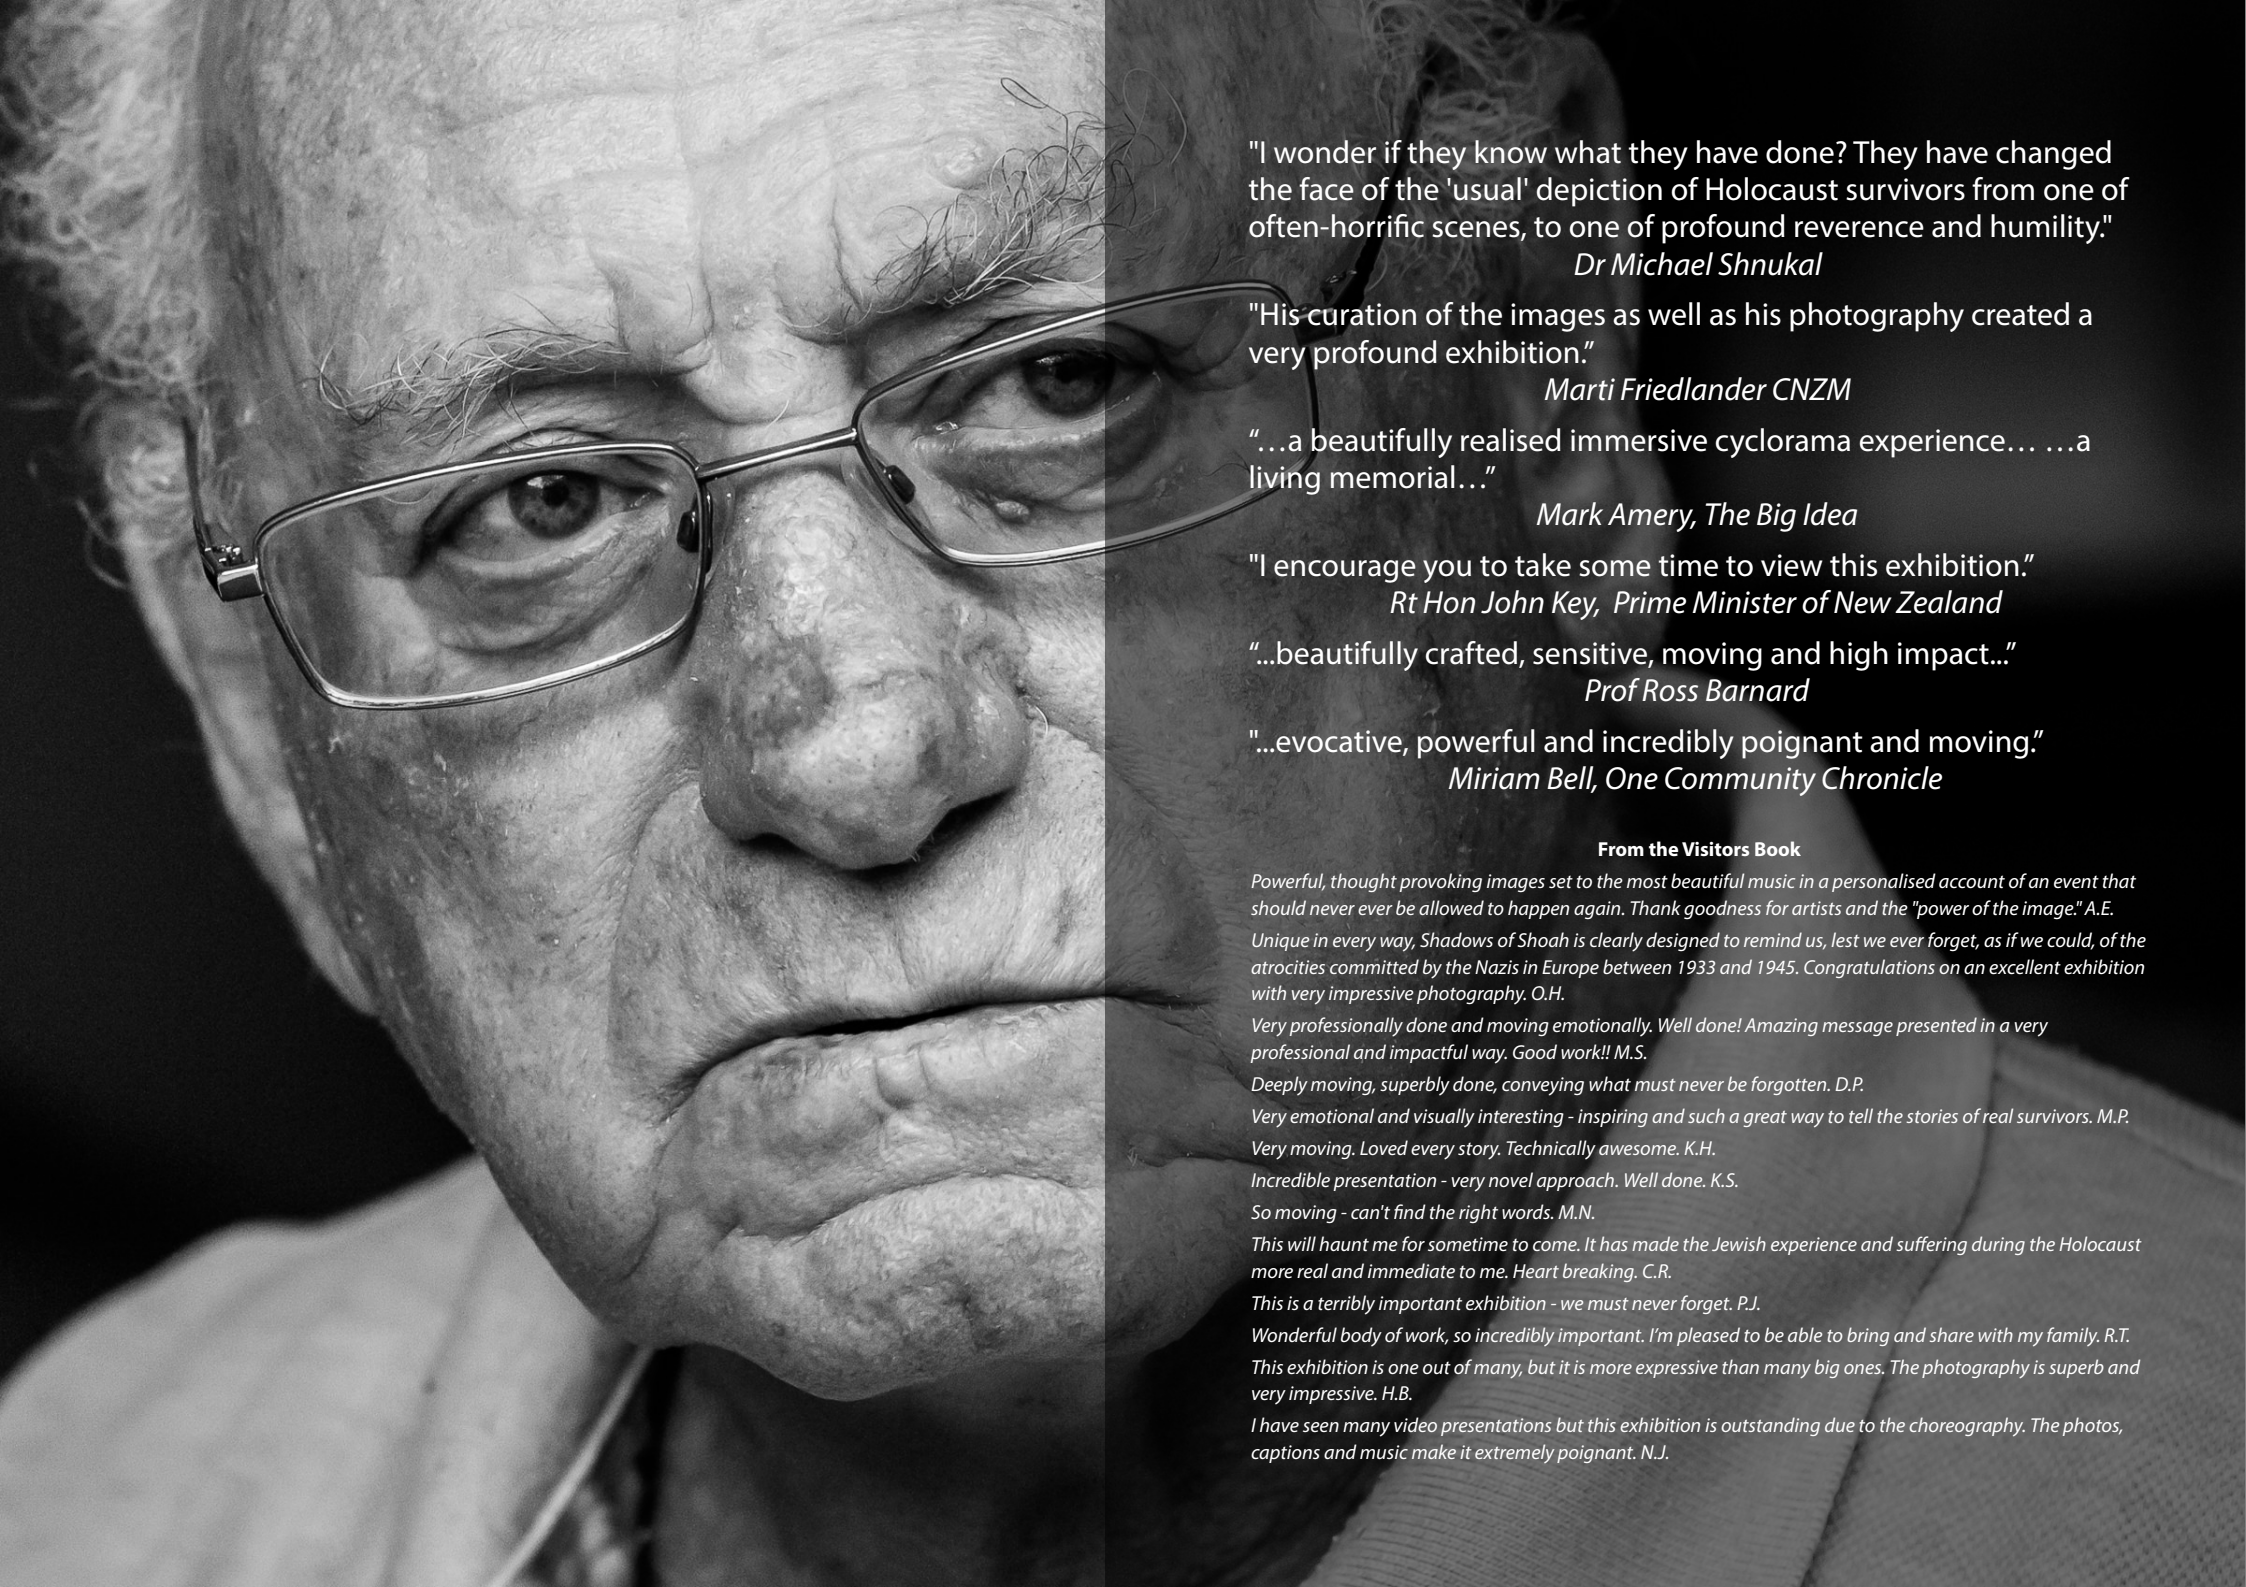 "I wonder if they know what they have done? They have changed
the face of the 'usual' depiction of Holocaust survivors from one of
often-horrific scenes, to one of profound reverence and humility."
Dr Michael Shnukal
"His curation of the images as well as his photography created a
very profound exhibition.”
Marti Friedlander CNZM
“…a beautifully realised immersive cyclorama experience… …a
living memorial…”
Mark Amery, The Big Idea
"I encourage you to take some time to view this exhibition.”
Rt Hon John Key, Prime Minister of New Zealand
“...beautifully crafted, sensitive, moving and high impact...”
Prof Ross Barnard
"...evocative, powerful and incredibly poignant and moving.”
Miriam Bell, One Community Chronicle
From the Visitors Book
Powerful, thought provoking images set to the most beautiful music in a personalised account of an event that
should never ever be allowed to happen again. Thank goodness for artists and the "power of the image." A.E.
Unique in every way, Shadows of Shoah is clearly designed to remind us, lest we ever forget, as if we could, of the
atrocities committed by the Nazis in Europe between 1933 and 1945. Congratulations on an excellent exhibition
with very impressive photography. O.H.
Very professionally done and moving emotionally. Well done! Amazing message presented in a very
professional and impactful way. Good work!! M.S.
Deeply moving, superbly done, conveying what must never be forgotten. D.P.
Very emotional and visually interesting - inspiring and such a great way to tell the stories of real survivors. M.P.
Very moving. Loved every story. Technically awesome. K.H.
Incredible presentation - very novel approach. Well done. K.S.
So moving - can't find the right words. M.N.
This will haunt me for sometime to come. It has made the Jewish experience and suffering during the Holocaust
more real and immediate to me. Heart breaking. C.R.
This is a terribly important exhibition - we must never forget. P.J.
Wonderful body of work, so incredibly important. I’m pleased to be able to bring and share with my family. R.T.
This exhibition is one out of many, but it is more expressive than many big ones. The photography is superb and
very impressive. H.B.
I have seen many video presentations but this exhibition is outstanding due to the choreography. The photos,
captions and music make it extremely poignant. N.J.